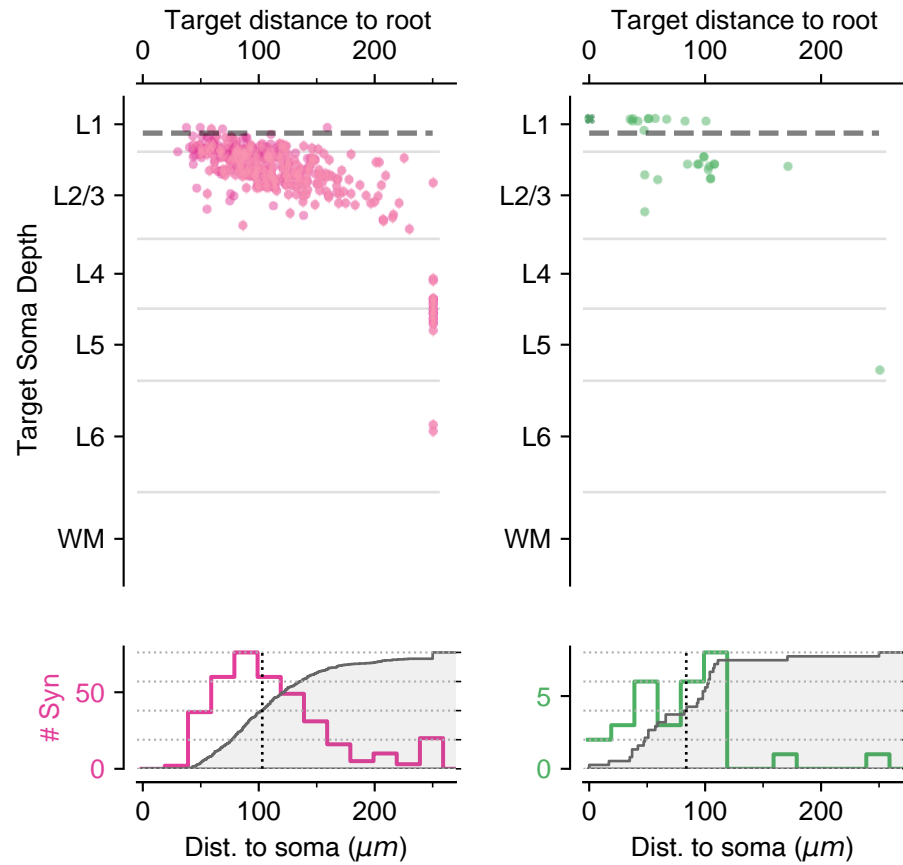 Target distance to root
Target distance to root
0 100 200
0 100 200
Target Soma Depth
L1
L2/3
L4
L5
L6
WM
L1
L2/3
L4
L5
L6
WM
# Syn
50
0
5
0
0 100 200
0 100 200
Dist. to soma (μm)
Dist. to soma (μm)